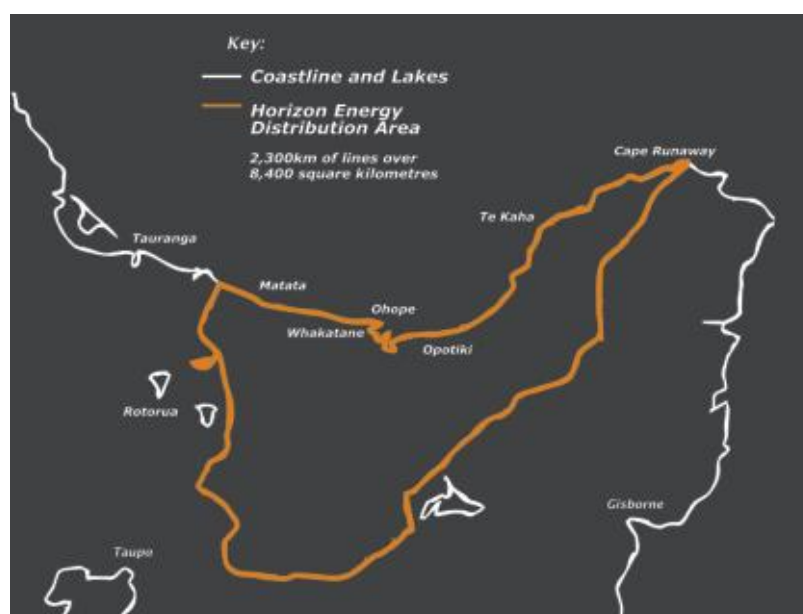 Key:
Coastline and Lakes
Horizon Energy
Distribution Area
2,300km of lines over
8,400 square kilometres
Cape Runaway
Te Kaha
Tauranga
Matata
Ohope
Whakatane
Opotiki
Rotorua
Gisborne
Taupo